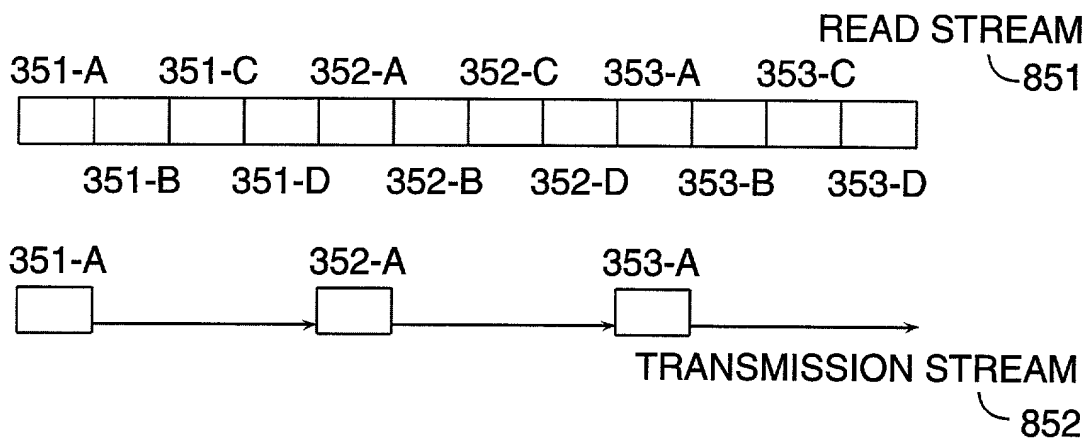 READ STREAM
851
351-A 351-C 352-A 352-C 353-A 353-C
351-B 351-D 352-B 352-D 353-B 353-D
351-A 352-A 353-A
TRANSMISSION STREAM
852